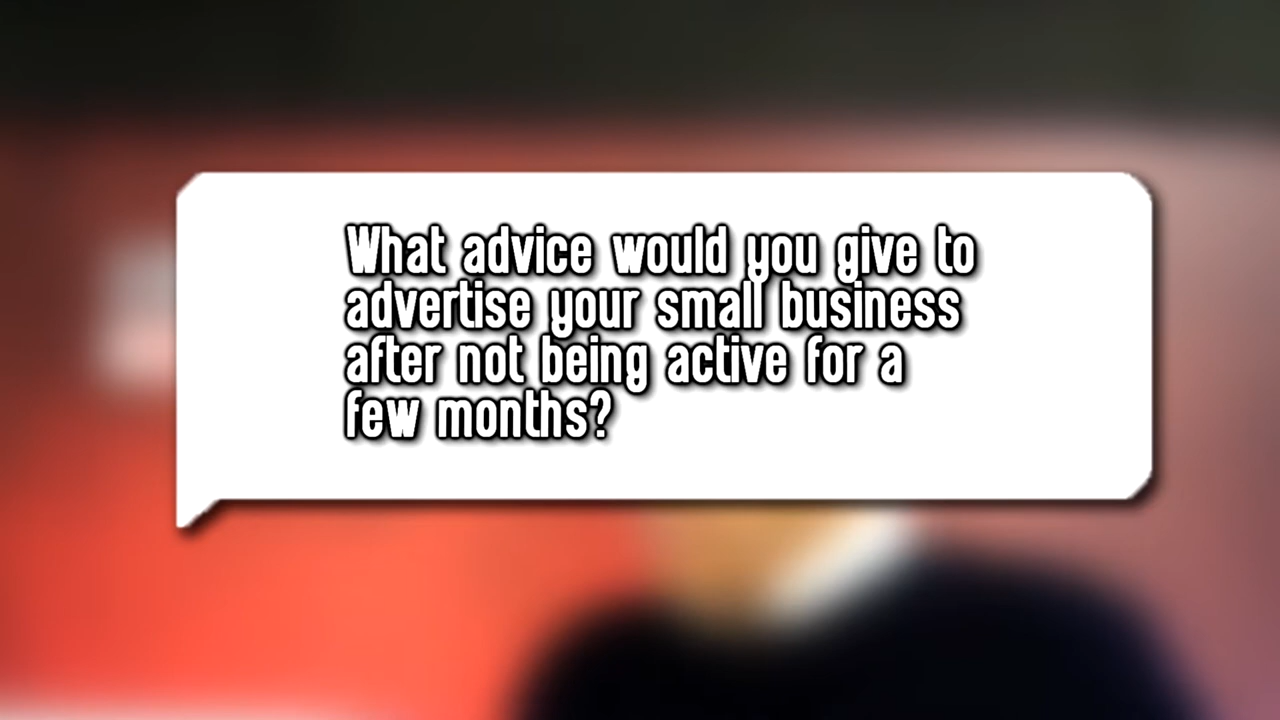 What advice would you give to
advertise your small business
after not being active for a
few months?